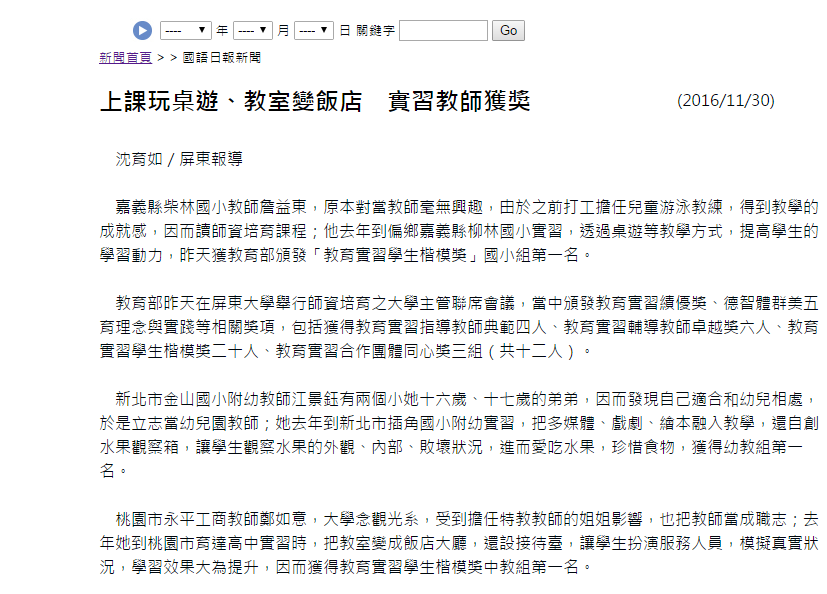 ---- 年 ---- 月 ---- 日 關鍵字 Go
新聞首頁 > > 國語日報新聞
上課玩桌遊、教室變飯店　實習教師獲獎 (2016/11/30)
沈育如 / 屏東報導
嘉義縣柴林國小教師詹益東，原本對當教師毫無興趣，由於之前打工擔任兒童游泳教練，得到教學的
成就感，因而讀師資培育課程；他去年到偏鄉嘉義縣柳林國小實習，透過桌遊等教學方式，提高學生的
學習動力，昨天獲教育部頒發「教育實習學生楷模獎」國小組第一名。
教育部昨天在屏東大學舉行師資培育之大學主管聯席會議，當中頒發教育實習績優獎、德智體群美五
育理念與實踐等相關獎項，包括獲得教育實習指導教師典範四人、教育實習輔導教師卓越獎六人、教育
實習學生楷模獎二十人、教育實習合作團體同心獎三組（共十二人）。
新北市金山國小附幼教師江景鈺有兩個小她十六歲、十七歲的弟弟，因而發現自己適合和幼兒相處，
於是立志當幼兒園教師；她去年到新北市插角國小附幼實習，把多媒體、戲劇、繪本融入教學，還自創
水果觀察箱，讓學生觀察水果的外觀、內部、敗壞狀況，進而愛吃水果，珍惜食物，獲得幼教組第一
名。
桃園市永平工商教師鄭如意，大學念觀光系，受到擔任特教教師的姐姐影響，也把教師當成職志；去
年她到桃園市育達高中實習時，把教室變成飯店大廳，還設接待臺，讓學生扮演服務人員，模擬真實狀
況，學習效果大為提升，因而獲得教育實習學生楷模獎中教組第一名。